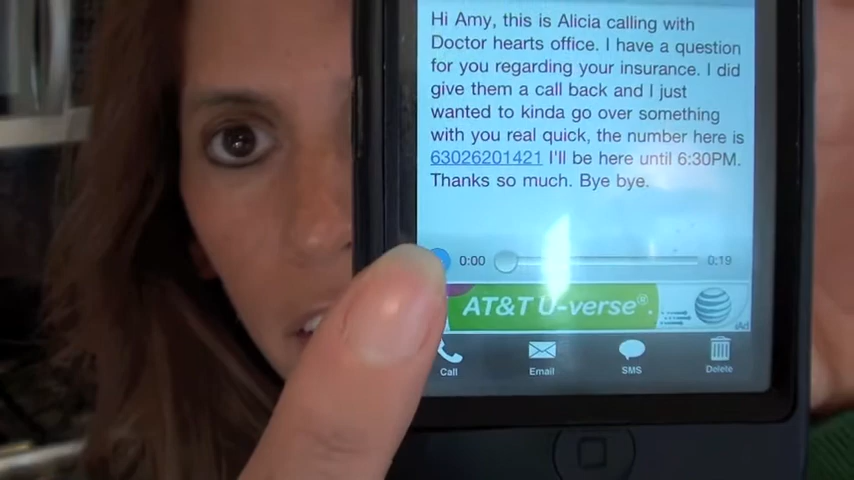 Hi Amy, this is Alicia calling with
Doctor hearts office. I have a question
for you regarding your insurance. I did
give them a call back and I just
wanted to kinda go over something
with you real quick, the number here is
63026201421 I'll be here until 6:30PM.
Thanks so much. Bye bye.
0:00 0:19
AT&T U-verse®.
AT&T
iAd
Call Email SMS Delete